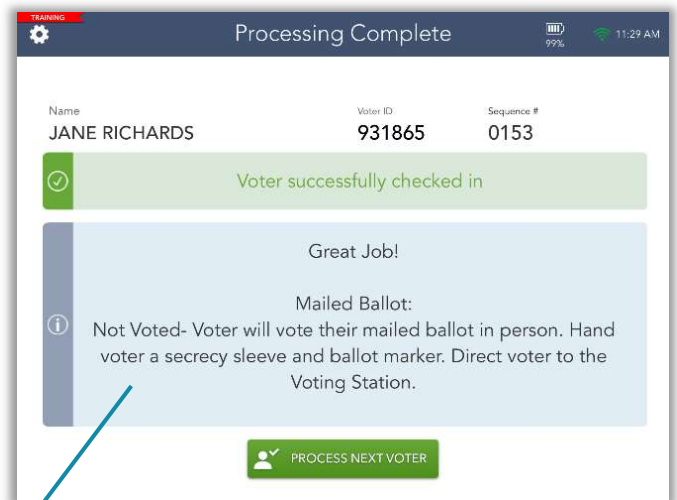 TRAINING
Processing Complete
99%
11:29 AM
Name
Voter ID
Sequence #
JANE RICHARDS
931865
0153
Voter successfully checked in
Great Job!
Mailed Ballot:
Not Voted- Voter will vote their mailed ballot in person. Hand
voter a secrecy sleeve and ballot marker. Direct voter to the
Voting Station.
PROCESS NEXT VOTER